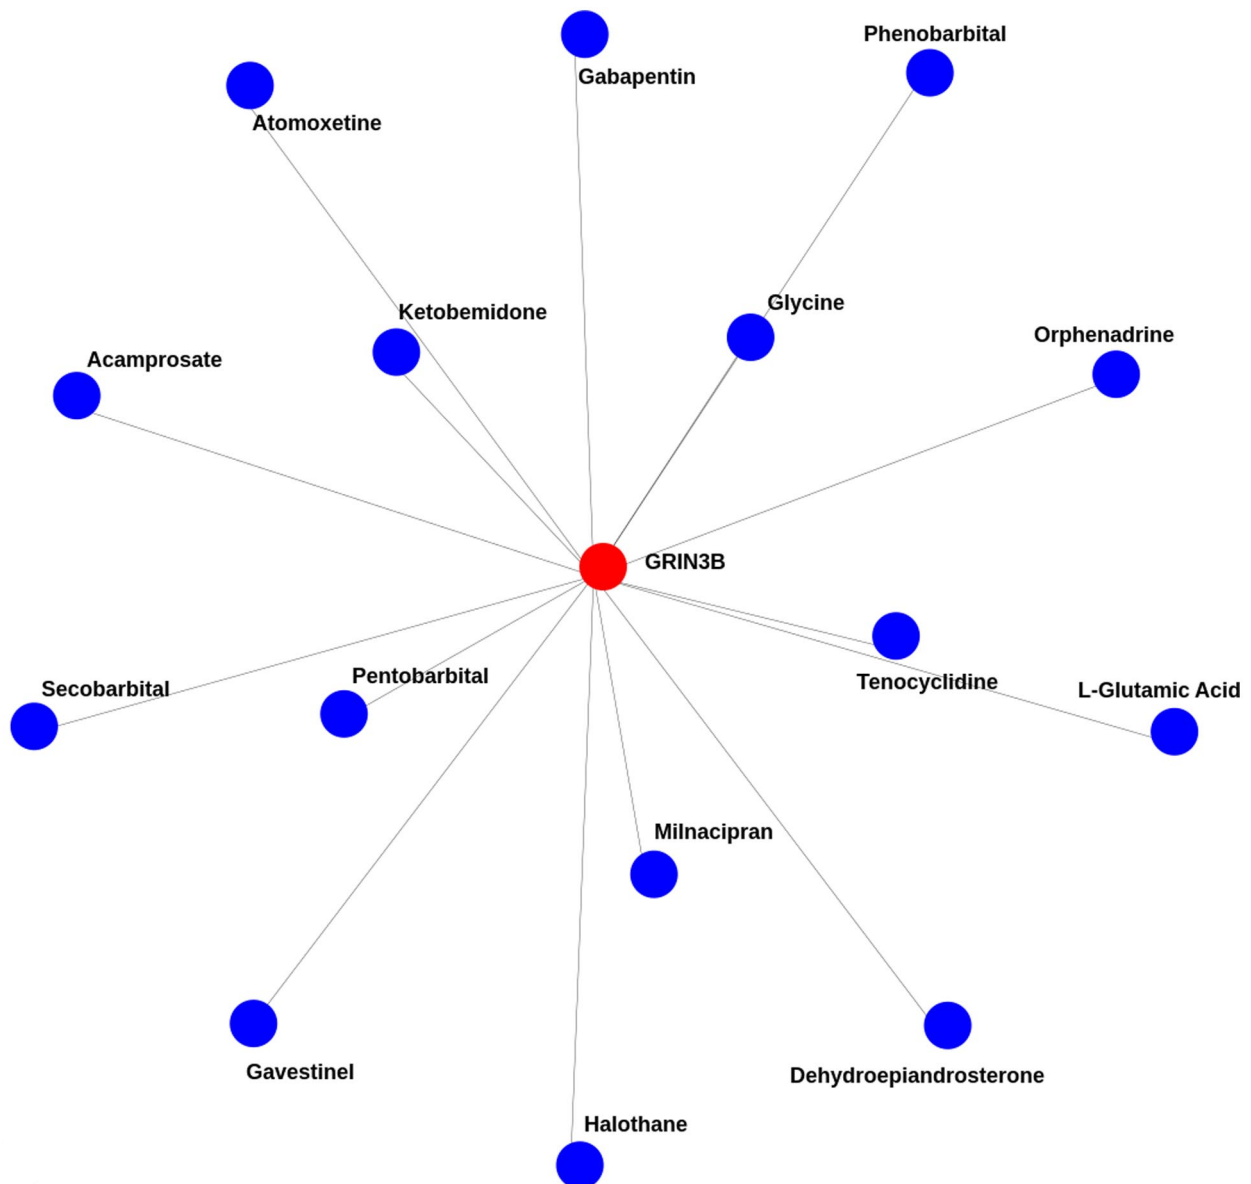 Phenobarbital
Gabapentin
Atomoxetine
Glycine
Ketobemidone
Orphenadrine
Acamprosate
GRIN3B
Pentobarbital
Tenocyclidine
Secobarbital
L-Glutamic Acid
Milnacipran
Gavestinel
Dehydroepiandrosterone
Halothane